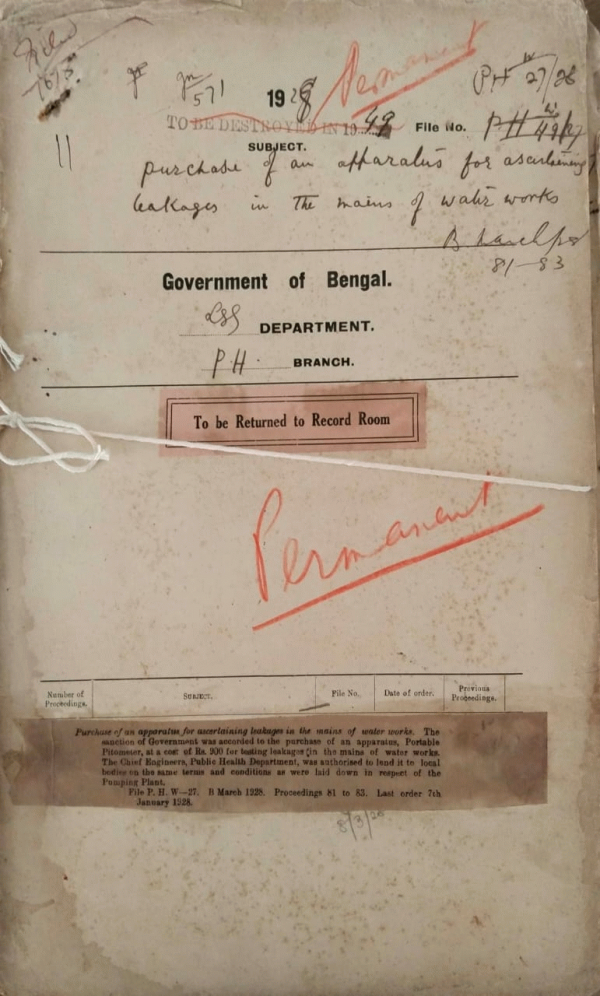 Filed
PH W 27/26
571
1928
Permanent
TO BE DESTROYED IN 1949
File No. PH
SUBJECT.
11
purchase of an apparatus for ascertaining
leakages in the mains of water works
81-83
Government of Bengal.
LSG DEPARTMENT.
PH. BRANCH.
To be Returned to Record Room
Permanent
Number of Proceedings. SUBJECT. File No. Date of order. Previous Proceedings.
Purchase of an apparatus for ascertaining leakages in the mains of water works. The
sanction of Government was accorded to the purchase of an apparatus, Portable
Pitometer, at a cost of Rs. 900 for testing leakages in the mains of water works.
The Chief Engineers, Public Health Department, was authorised to lend it to local
bodies on the same terms and conditions as were laid down in respect of the
Pumping Plant.
File P. H. W—27. B March 1928. Proceedings 81 to 83. Last order 7th
January 1928.
8/3/28